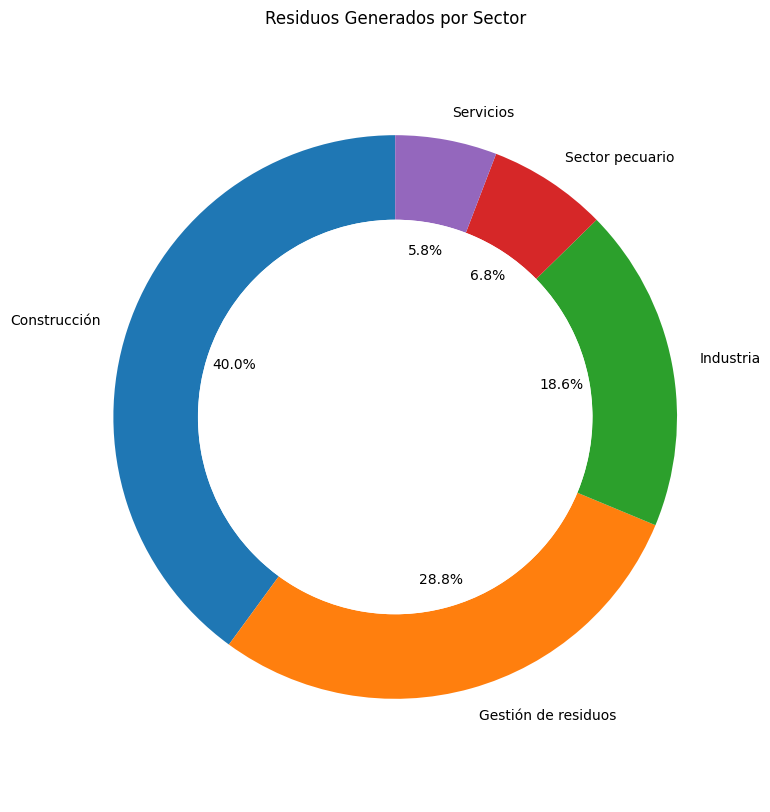 Residuos Generados por Sector
Servicios
Sector pecuario
5.8%
6.8%
Construcción
40.0%
Industria
18.6%
28.8%
Gestión de residuos